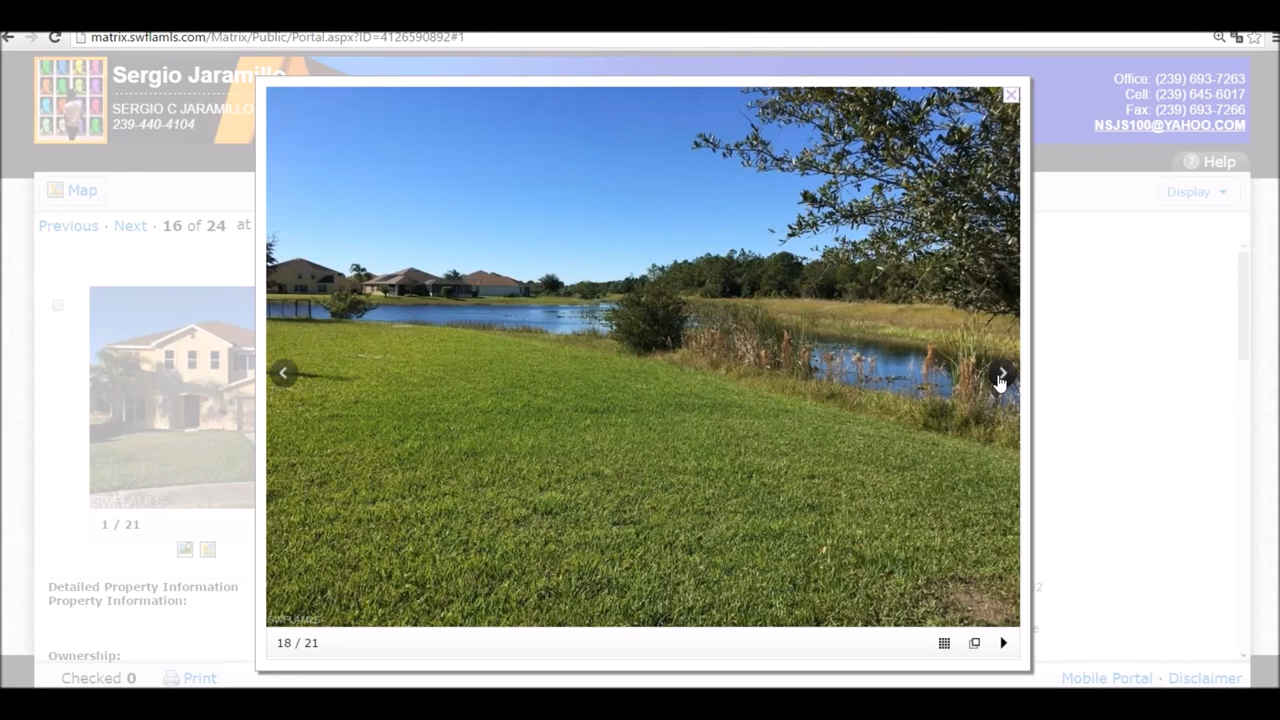 matrix.swflamls.com/Matrix/Public/Portal.aspx?ID=4126590892#1
Sergio Jaramillo
SERGIO C JARAMILLO
239-440-4104
Office: (239) 693-7263
Cell: (239) 645-6017
Fax: (239) 693-7266
NSJS100@YAHOO.COM
Help
Map
Display
Previous · Next · 16 of 24 at
SWFLAMLS
1 / 21
Detailed Property Information
Property Information:
Ownership:
SWFLAMLS
18 / 21
Checked 0
Print
Mobile Portal · Disclaimer